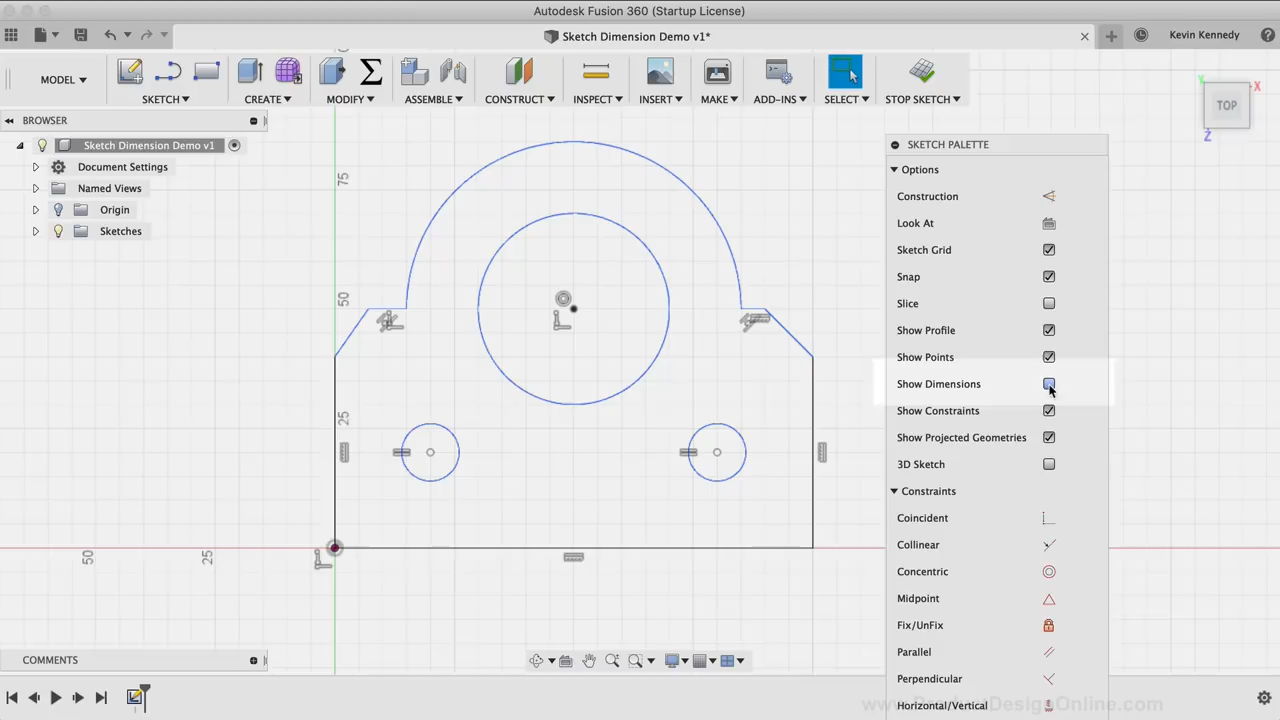 Autodesk Fusion 360 (Startup License)
Sketch Dimension Demo v1*
Kevin Kennedy
MODEL
SKETCH
CREATE
MODIFY
ASSEMBLE
CONSTRUCT
INSPECT
INSERT
MAKE
ADD-INS
SELECT
STOP SKETCH
TOP
X
Y
Z
BROWSER
Sketch Dimension Demo v1
Document Settings
Named Views
Origin
Sketches
75
50
25
50
25
SKETCH PALETTE
Options
Construction
Look At
Sketch Grid
Snap
Slice
Show Profile
Show Points
Show Dimensions
Show Constraints
Show Projected Geometries
3D Sketch
Constraints
Coincident
Collinear
Concentric
Midpoint
Fix/UnFix
Parallel
Perpendicular
Horizontal/Vertical
COMMENTS
www.ProductDesignOnline.com